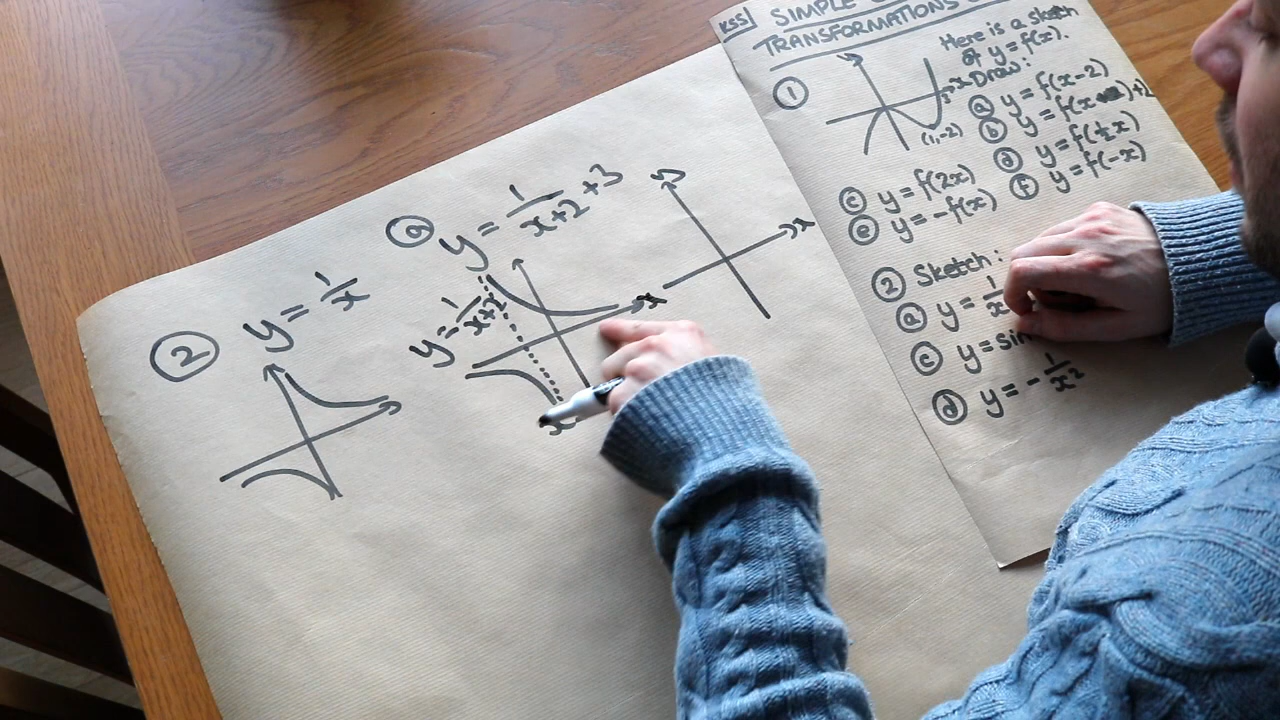 ②
y = 1/x
ⓐ y = 1/(x+2) + 3
y = 1/(x+2)
x
y
x
KS5
SIMPLE
TRANSFORMATIONS
①
Here is a sketch
of y = f(x).
Draw:
x
(1,-2)
ⓐ y = f(x-2)
ⓑ
ⓒ y = f(2x)
ⓓ y = f(½x)
ⓔ y = -f(x)
ⓕ y = f(-x)
② Sketch:
ⓐ y = 1
ⓒ y = sin
ⓓ y = - 1/x²